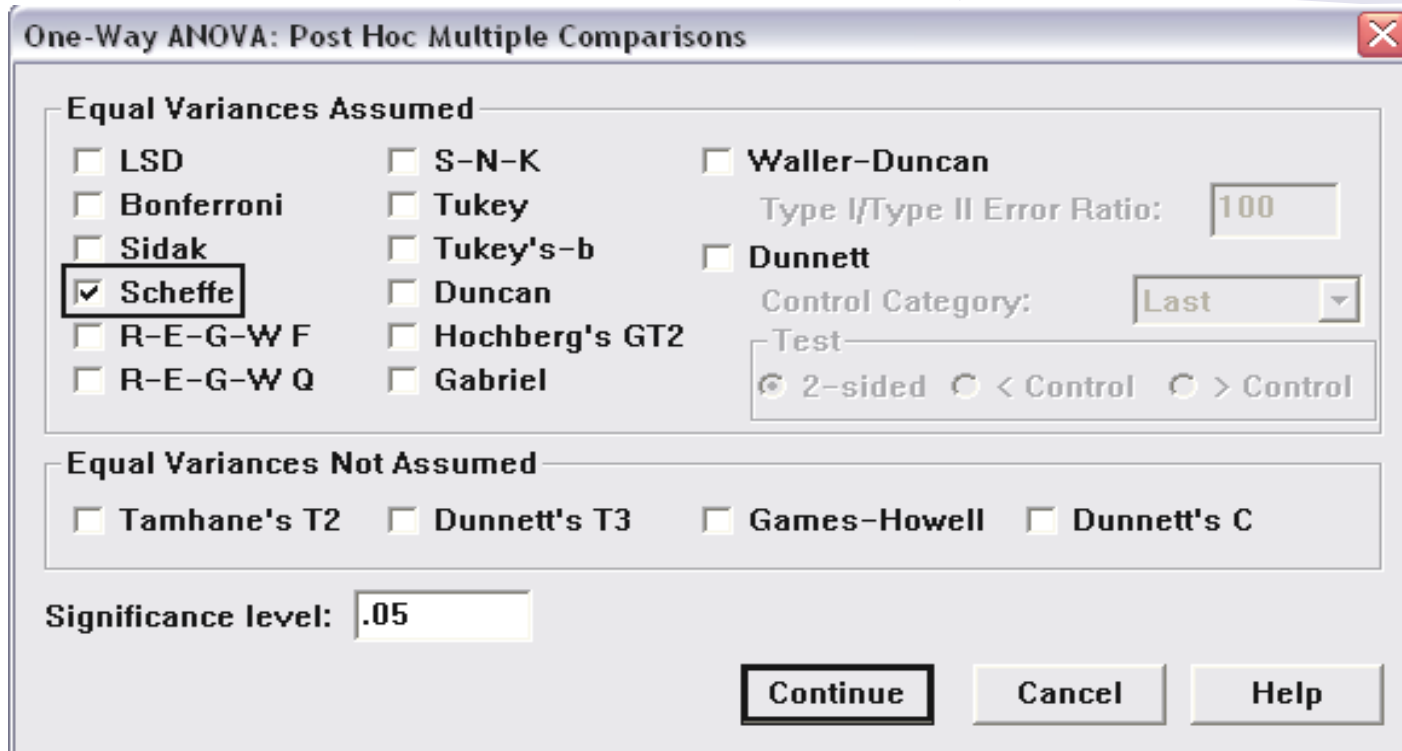 One-Way ANOVA: Post Hoc Multiple Comparisons
Equal Variances Assumed
LSD
Bonferroni
Sidak
Scheffe
R-E-G-W F
R-E-G-W Q
S-N-K
Tukey
Tukey's-b
Duncan
Hochberg's GT2
Gabriel
Waller-Duncan
Type I/Type II Error Ratio: 100
Dunnett
Control Category: Last
Test
2-sided < Control > Control
Equal Variances Not Assumed
Tamhane's T2 Dunnett's T3 Games-Howell Dunnett's C
Significance level: .05
Continue Cancel Help